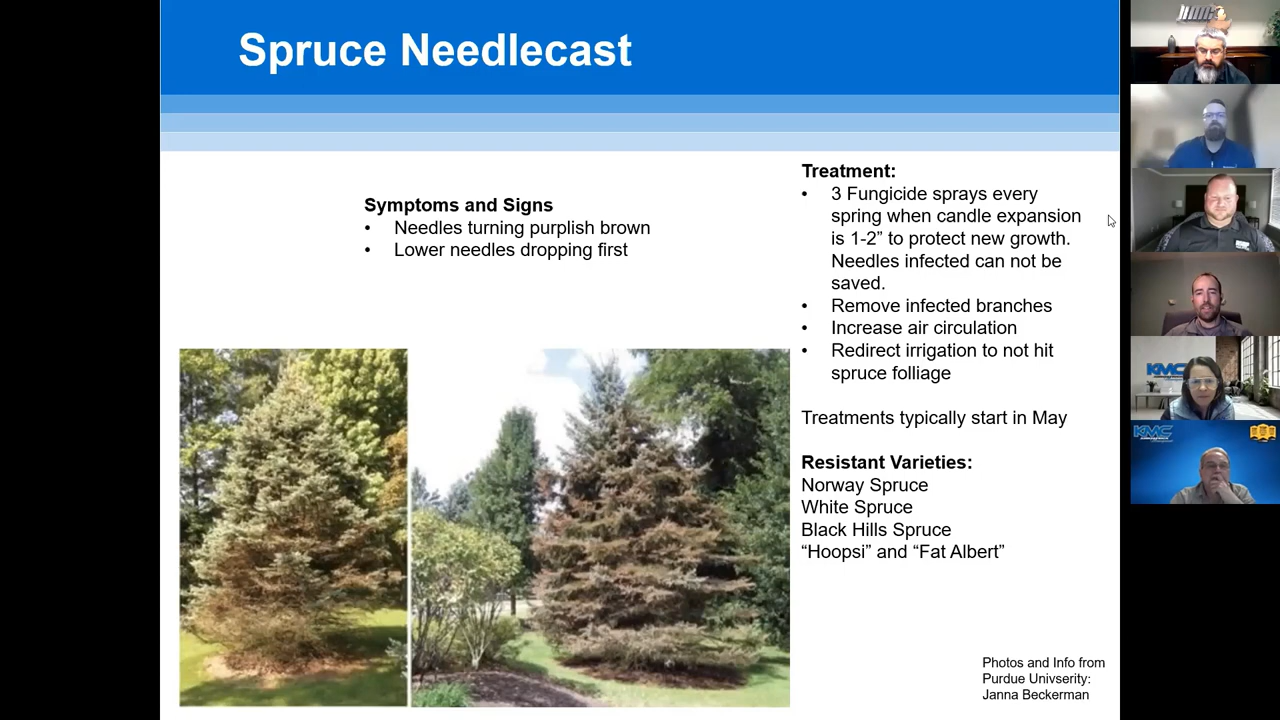 Spruce Needlecast
Symptoms and Signs
• Needles turning purplish brown
• Lower needles dropping first
Treatment:
• 3 Fungicide sprays every
spring when candle expansion
is 1-2” to protect new growth.
Needles infected can not be
saved.
• Remove infected branches
• Increase air circulation
• Redirect irrigation to not hit
spruce folliage
Treatments typically start in May
Resistant Varieties:
Norway Spruce
White Spruce
Black Hills Spruce
“Hoopsi” and “Fat Albert”
Photos and Info from
Purdue Univserity:
Janna Beckerman
KMC
KMC